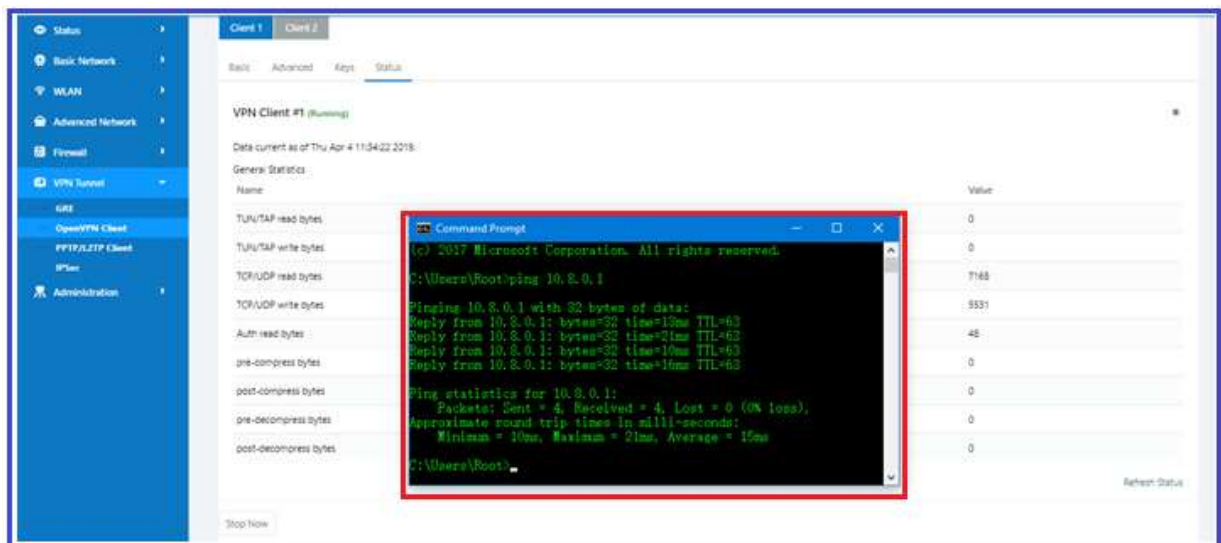 Status
Basic Network
WLAN
Advanced Network
Firewall
VPN Tunnel
GRE
OpenVPN Client
PPTP/L2TP Client
IPSec
Administration
Client 1 Client 2
Basic Advanced Keys Status
VPN Client #1 (Running)
Data current as of Thu Apr 4 11:34:22 2019.
General Statistics
Name Value
TUN/TAP read bytes 0
TUN/TAP write bytes 0
TCP/UDP read bytes 7168
TCP/UDP write bytes 5531
Auth read bytes 48
pre-compress bytes 0
post-compress bytes 0
pre-decompress bytes 0
post-decompress bytes 0
Refresh Status
Stop Now
Command Prompt
(c) 2017 Microsoft Corporation. All rights reserved.
C:\Users\Root>ping 10.8.0.1
Pinging 10.8.0.1 with 32 bytes of data:
Reply from 10.8.0.1: bytes=32 time=13ms TTL=63
Reply from 10.8.0.1: bytes=32 time=21ms TTL=63
Reply from 10.8.0.1: bytes=32 time=10ms TTL=63
Reply from 10.8.0.1: bytes=32 time=16ms TTL=63
Ping statistics for 10.8.0.1:
Packets: Sent = 4, Received = 4, Lost = 0 (0% loss),
Approximate round trip times in milli-seconds:
Minimum = 10ms, Maximum = 21ms, Average = 15ms
C:\Users\Root>